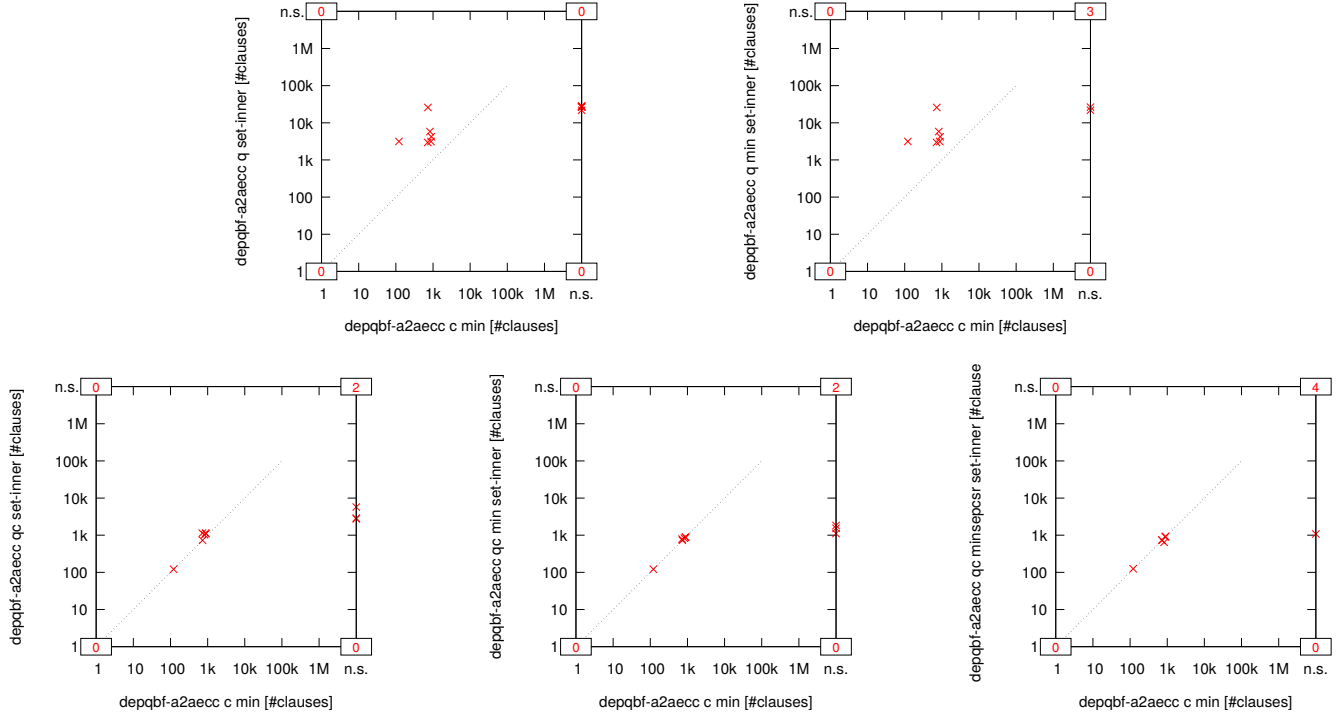 n.s. 0 0
1M
100k
10k
1k
100
10
1 0 0
1 10 100 1k 10k 100k 1M n.s.
depqbf-a2aecc q set-inner [#clauses]
depqbf-a2aecc c min [#clauses]
n.s. 0 3
1M
100k
10k
1k
100
10
1 0 0
1 10 100 1k 10k 100k 1M n.s.
depqbf-a2aecc q min set-inner [#clauses]
depqbf-a2aecc c min [#clauses]
n.s. 0 2
1M
100k
10k
1k
100
10
1 0 0
1 10 100 1k 10k 100k 1M n.s.
depqbf-a2aecc qc set-inner [#clauses]
depqbf-a2aecc c min [#clauses]
n.s. 0 2
1M
100k
10k
1k
100
10
1 0 0
1 10 100 1k 10k 100k 1M n.s.
depqbf-a2aecc qc min set-inner [#clauses]
depqbf-a2aecc c min [#clauses]
n.s. 0 4
1M
100k
10k
1k
100
10
1 0 0
1 10 100 1k 10k 100k 1M n.s.
depqbf-a2aecc qc minsepcsr set-inner [#clause
depqbf-a2aecc c min [#clauses]